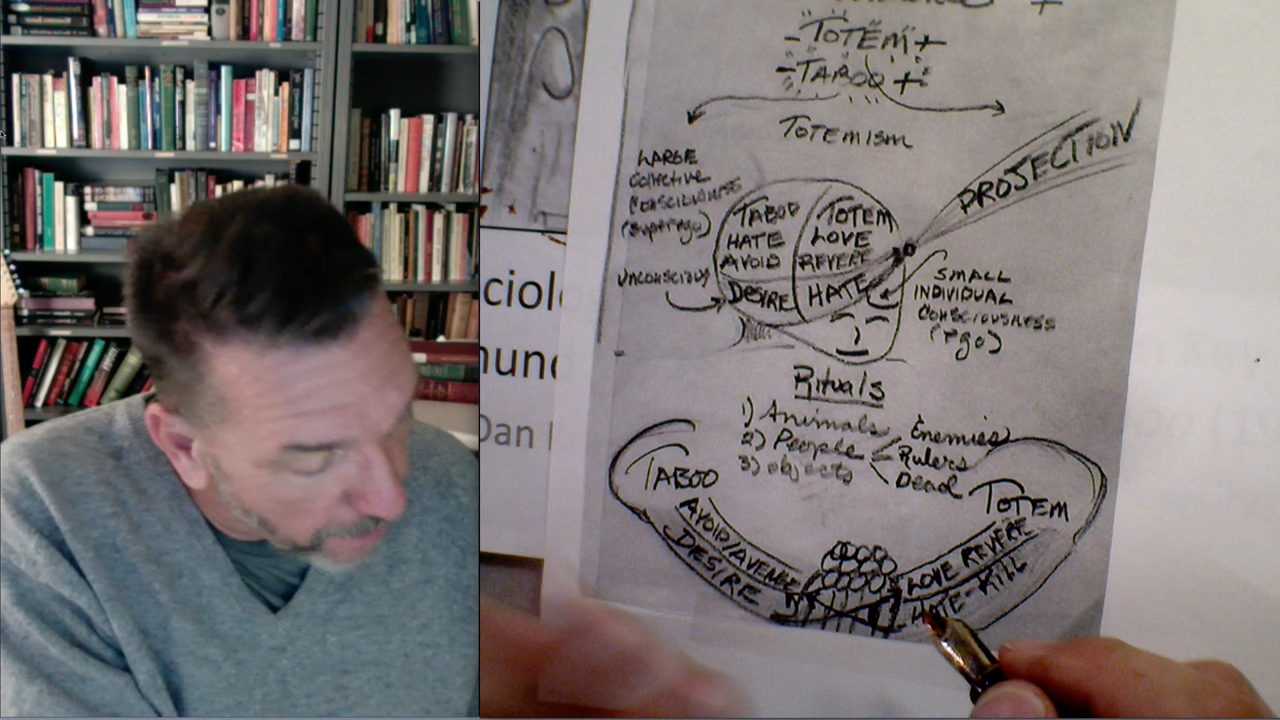 -TOTEM+
-TABOO+
TOTEMISM
PROJECTION
LARGE
Collective
CONSCIOUSNESS
(superego)
UNCONSCIOUS
TABOO
HATE
AVOID
DESIRE
TOTEM
LOVE
REVERE
HATE
SMALL
INDIVIDUAL
CONSCIOUSNESS
(ego)
Rituals
1) Animals
2) People < Enemies
Rulers
Dead
3) objects
TABOO
AVOID/AVENGE
DESIRE
TOTEM
LOVE REVERE
HATE-KILL
ciol
Dan